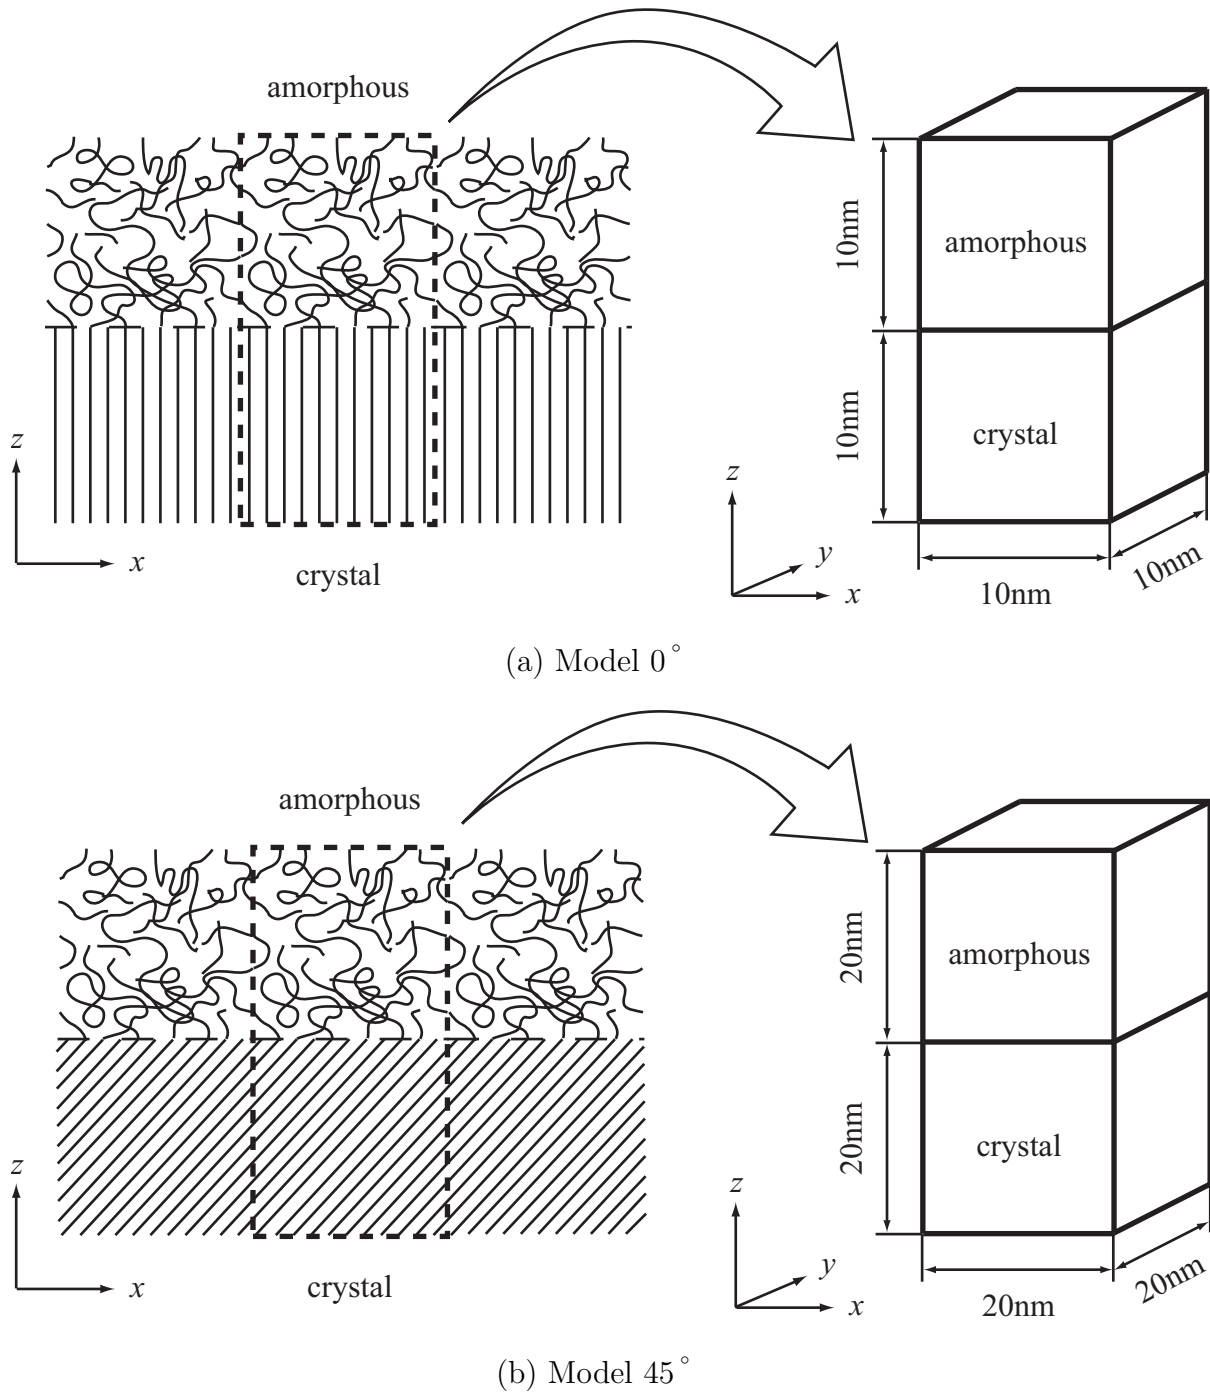 amorphous
z
x
crystal
10nm
amorphous
10nm
crystal
z
y
x
10nm
10nm
(a) Model 0°
amorphous
z
x
crystal
20nm
amorphous
20nm
crystal
z
y
x
20nm
20nm
(b) Model 45°